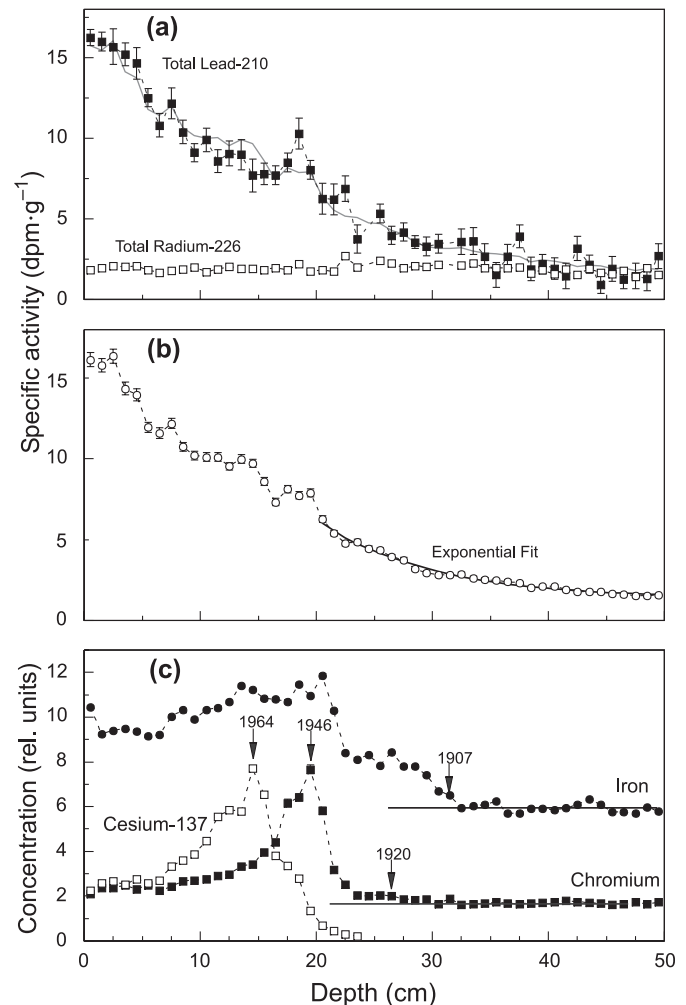 (a)
15
Total Lead-210
10
5
Total Radium-226
0
Specific activity (dpm·g⁻¹)
(b)
15
10
5
Exponential Fit
0
(c)
12
10
1964
1946
8
1907
6
Iron
Cesium-137
4
1920
Chromium
2
0
Concentration (rel. units)
0
10
20
30
40
50
Depth (cm)